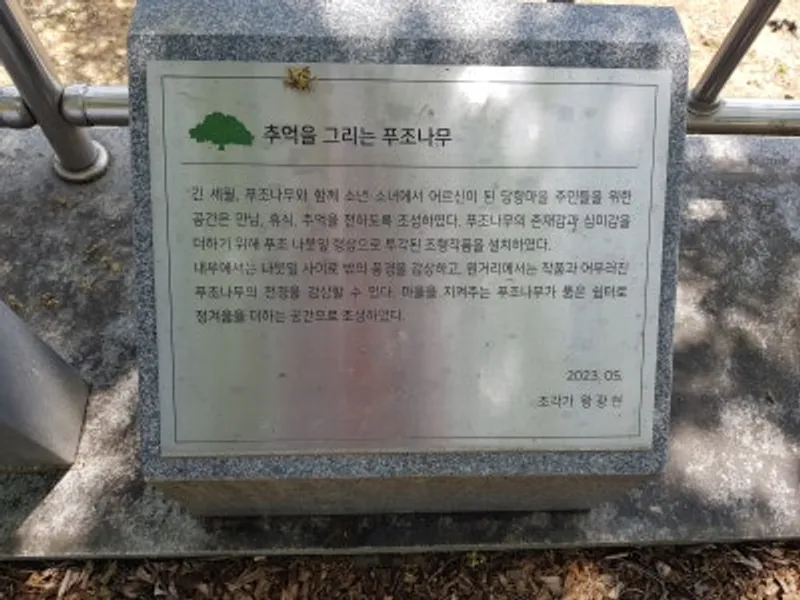 추억을 그리는 푸조나무
긴 세월, 푸조나무와 함께 소년·소녀에서 어르신이 된 당항마을 주민들을 위한
공간은 만남, 휴식, 추억을 전하도록 조성하였다. 푸조나무의 존재감과 심미감을
더하기 위해 푸조 나뭇잎 형상으로 투각된 조형작품을 설치하였다.
내부에서는 나뭇잎 사이로 밖의 풍경을 감상하고, 원거리에서는 작품과 어우러진
푸조나무의 전경을 감상할 수 있다. 마을을 지켜주는 푸조나무가 품은 쉼터로
정겨움을 더하는 공간으로 조성하였다.
2023. 05.
조각가 왕광현